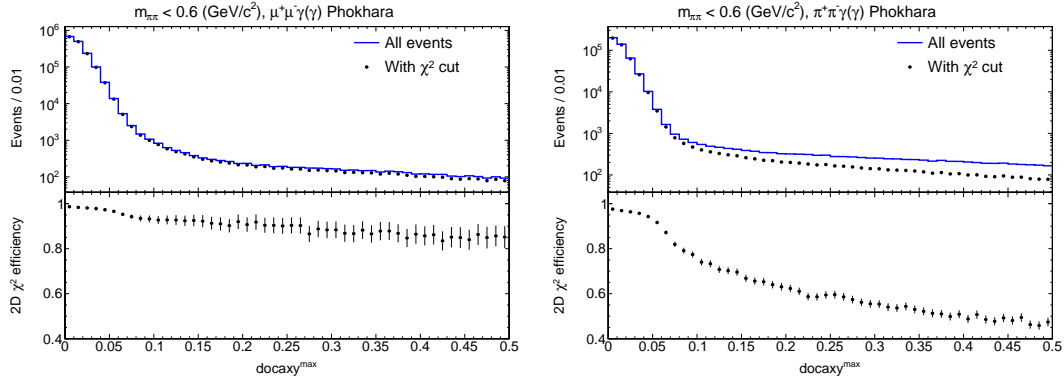 m_ππ < 0.6 (GeV/c²), μ⁺μ⁻γ(γ) Phokhara
All events
With χ² cut
Events / 0.01
10⁶
10⁵
10⁴
10³
10²
2D χ² efficiency
1
0.8
0.6
0.4
0 0.05 0.1 0.15 0.2 0.25 0.3 0.35 0.4 0.45 0.5
docaxy^max
m_ππ < 0.6 (GeV/c²), π⁺π⁻γ(γ) Phokhara
All events
With χ² cut
Events / 0.01
10⁵
10⁴
10³
10²
2D χ² efficiency
1
0.8
0.6
0.4
0 0.05 0.1 0.15 0.2 0.25 0.3 0.35 0.4 0.45 0.5
docaxy^max